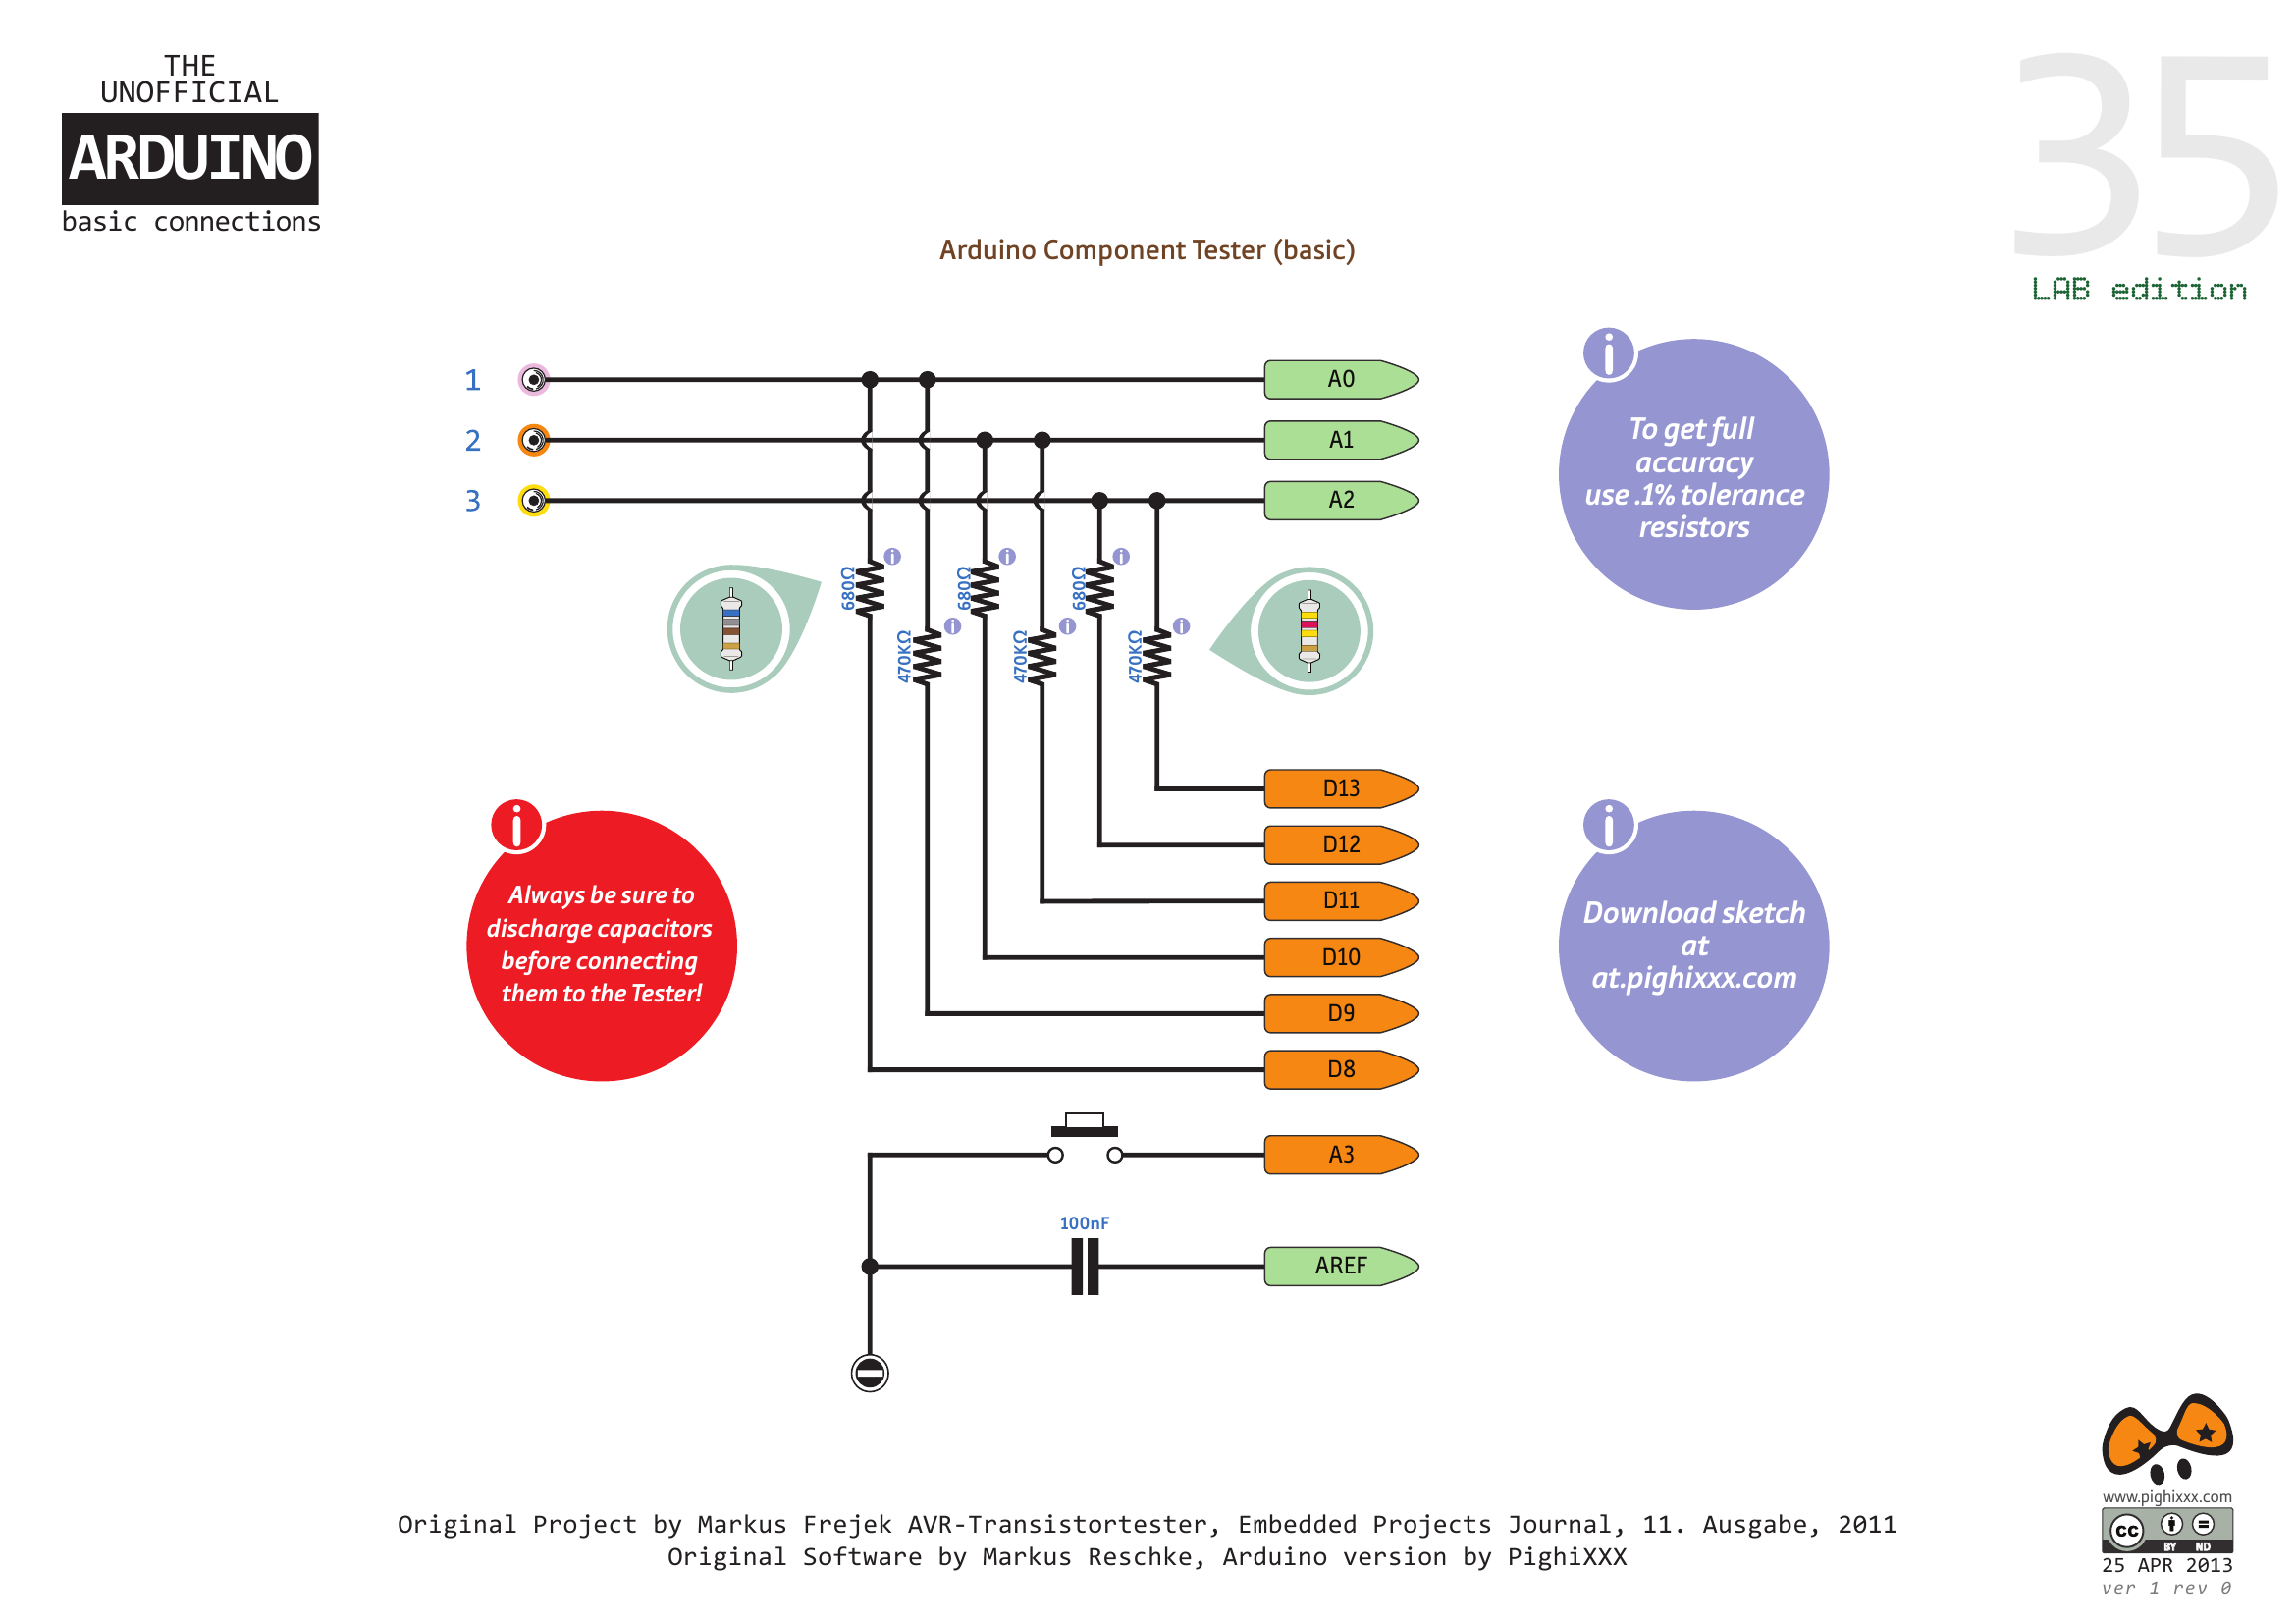 THE
UNOFFICIAL
ARDUINO
basic connections
35
LAB edition
Arduino Component Tester (basic)
1
A0
2
A1
3
A2
To get full
accuracy
use .1% tolerance
resistors
680Ω
680Ω
680Ω
470KΩ
470KΩ
470KΩ
D13
D12
D11
D10
D9
D8
Always be sure to
discharge capacitors
before connecting
them to the Tester!
Download sketch
at
at.pighixxx.com
A3
100nF
AREF
Original Project by Markus Frejek AVR-Transistortester, Embedded Projects Journal, 11. Ausgabe, 2011
Original Software by Markus Reschke, Arduino version by PighiXXX
www.pighixxx.com
cc
BY ND
25 APR 2013
ver 1 rev 0